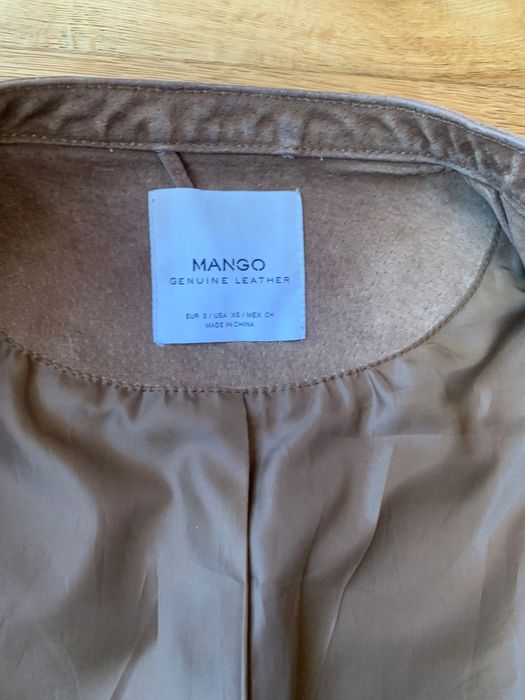 MANGO
GENUINE LEATHER
EUR S / USA XS / MEX CH
MADE IN CHINA